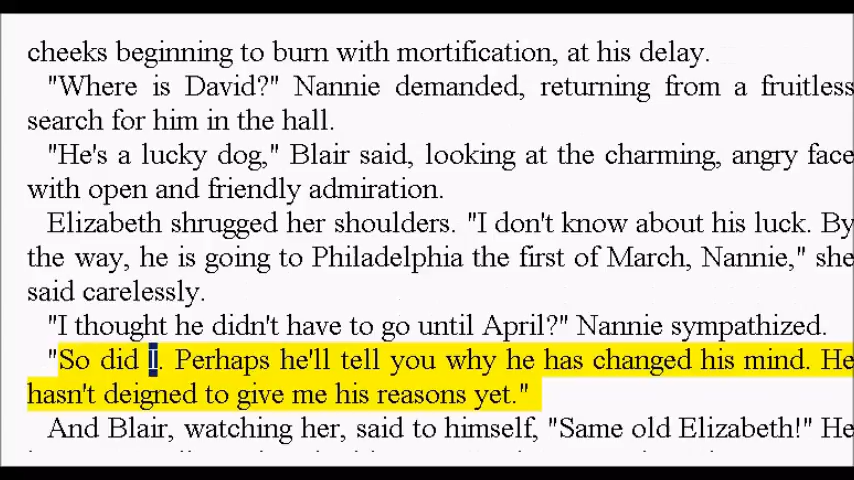 cheeks beginning to burn with mortification, at his delay.
"Where is David?" Nannie demanded, returning from a fruitless
search for him in the hall.
"He's a lucky dog," Blair said, looking at the charming, angry face
with open and friendly admiration.
Elizabeth shrugged her shoulders. "I don't know about his luck. By
the way, he is going to Philadelphia the first of March, Nannie," she
said carelessly.
"I thought he didn't have to go until April?" Nannie sympathized.
"So did I. Perhaps he'll tell you why he has changed his mind. He
hasn't deigned to give me his reasons yet."
And Blair, watching her, said to himself, "Same old Elizabeth!" He